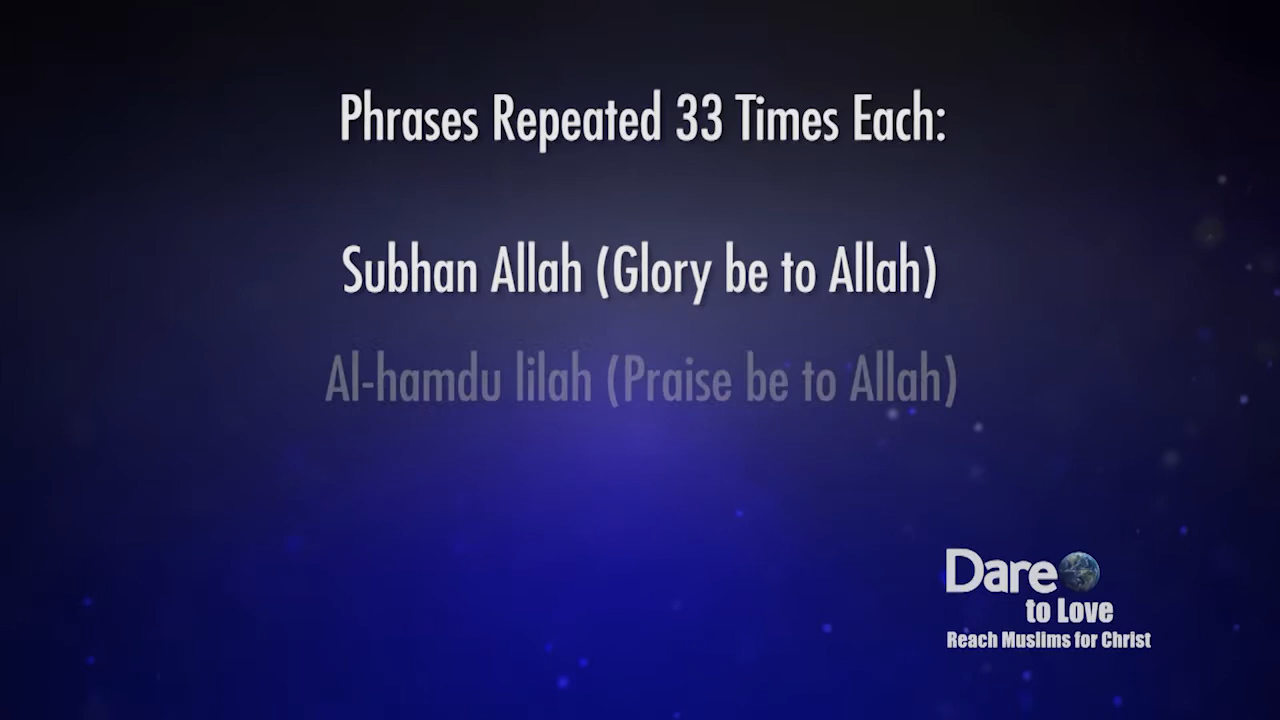 Phrases Repeated 33 Times Each:
Subhan Allah (Glory be to Allah)
Al-hamdu lilah (Praise be to Allah)
Dare
to Love
Reach Muslims for Christ